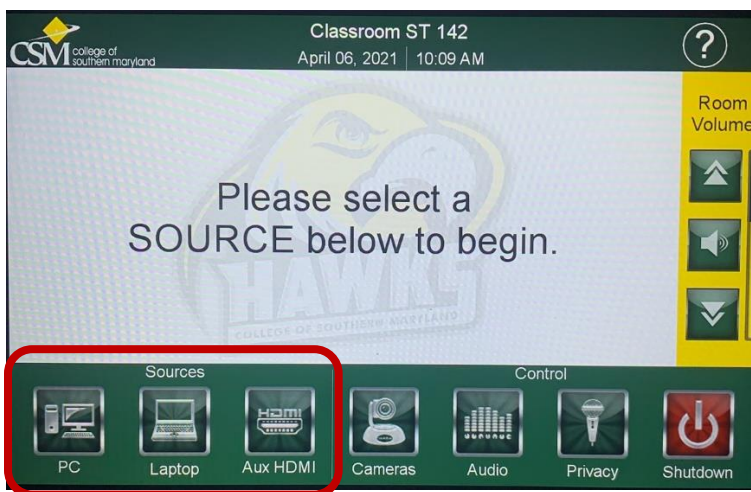 CSM college of
southern maryland
Classroom ST 142
April 06, 2021 10:09 AM
?
Room
Volume
Please select a
SOURCE below to begin.
HAWKS
COLLEGE OF SOUTHERN MARYLAND
Sources
Control
HDMI
PC
Laptop
Aux HDMI
Cameras
Audio
Privacy
Shutdown